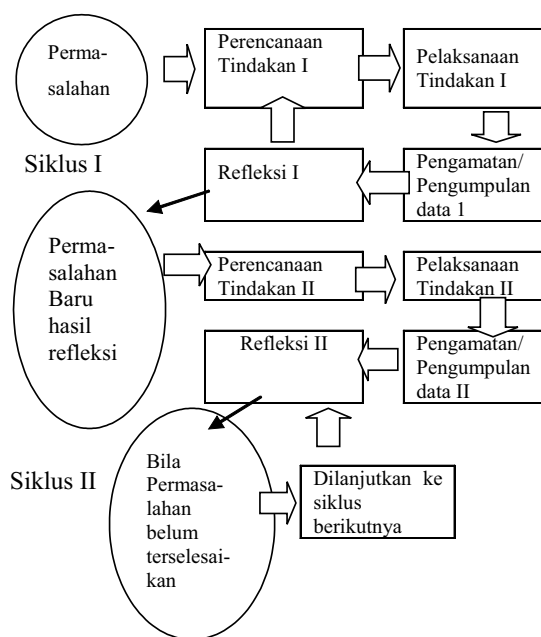 Perma-
salahan
Perencanaan
Tindakan I
Pelaksanaan
Tindakan I
Siklus I
Refleksi I
Pengamatan/
Pengumpulan
data 1
Perma-
salahan
Baru
hasil
refleksi
Perencanaan
Tindakan II
Pelaksanaan
Tindakan II
Refleksi II
Pengamatan/
Pengumpulan
data II
Siklus II
Bila
Permasa-
lahan
belum
terselesai-
kan
Dilanjutkan ke
siklus
berikutnya